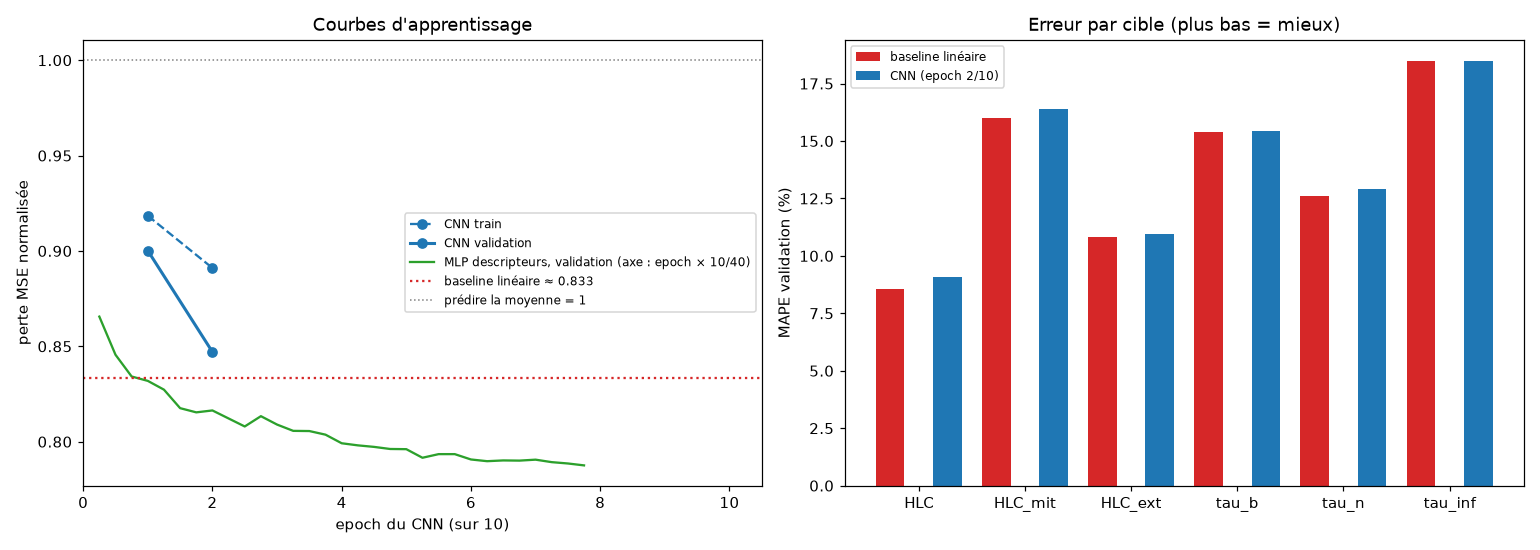 Courbes d'apprentissage
perte MSE normalisée
1.00
0.95
0.90
0.85
0.80
CNN train
CNN validation
MLP descripteurs, validation (axe : epoch × 10/40)
baseline linéaire ≈ 0.833
prédire la moyenne = 1
0 2 4 6 8 10
epoch du CNN (sur 10)
Erreur par cible (plus bas = mieux)
MAPE validation (%)
17.5
15.0
12.5
10.0
7.5
5.0
2.5
0.0
baseline linéaire
CNN (epoch 2/10)
HLC HLC_mit HLC_ext tau_b tau_n tau_inf